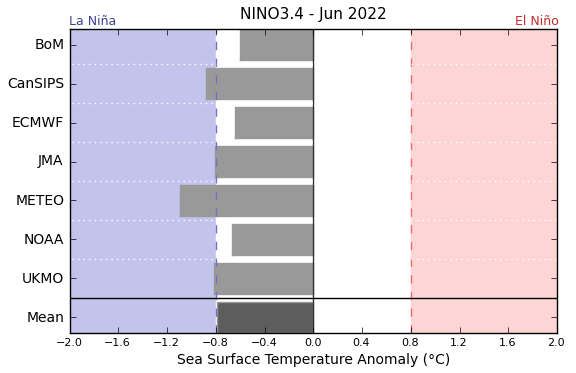 NINO3.4 - Jun 2022
La Niña
El Niño
BoM
CanSIPS
ECMWF
JMA
METEO
NOAA
UKMO
Mean
−2.0 −1.6 −1.2 −0.8 −0.4 0.0 0.4 0.8 1.2 1.6 2.0
Sea Surface Temperature Anomaly (°C)